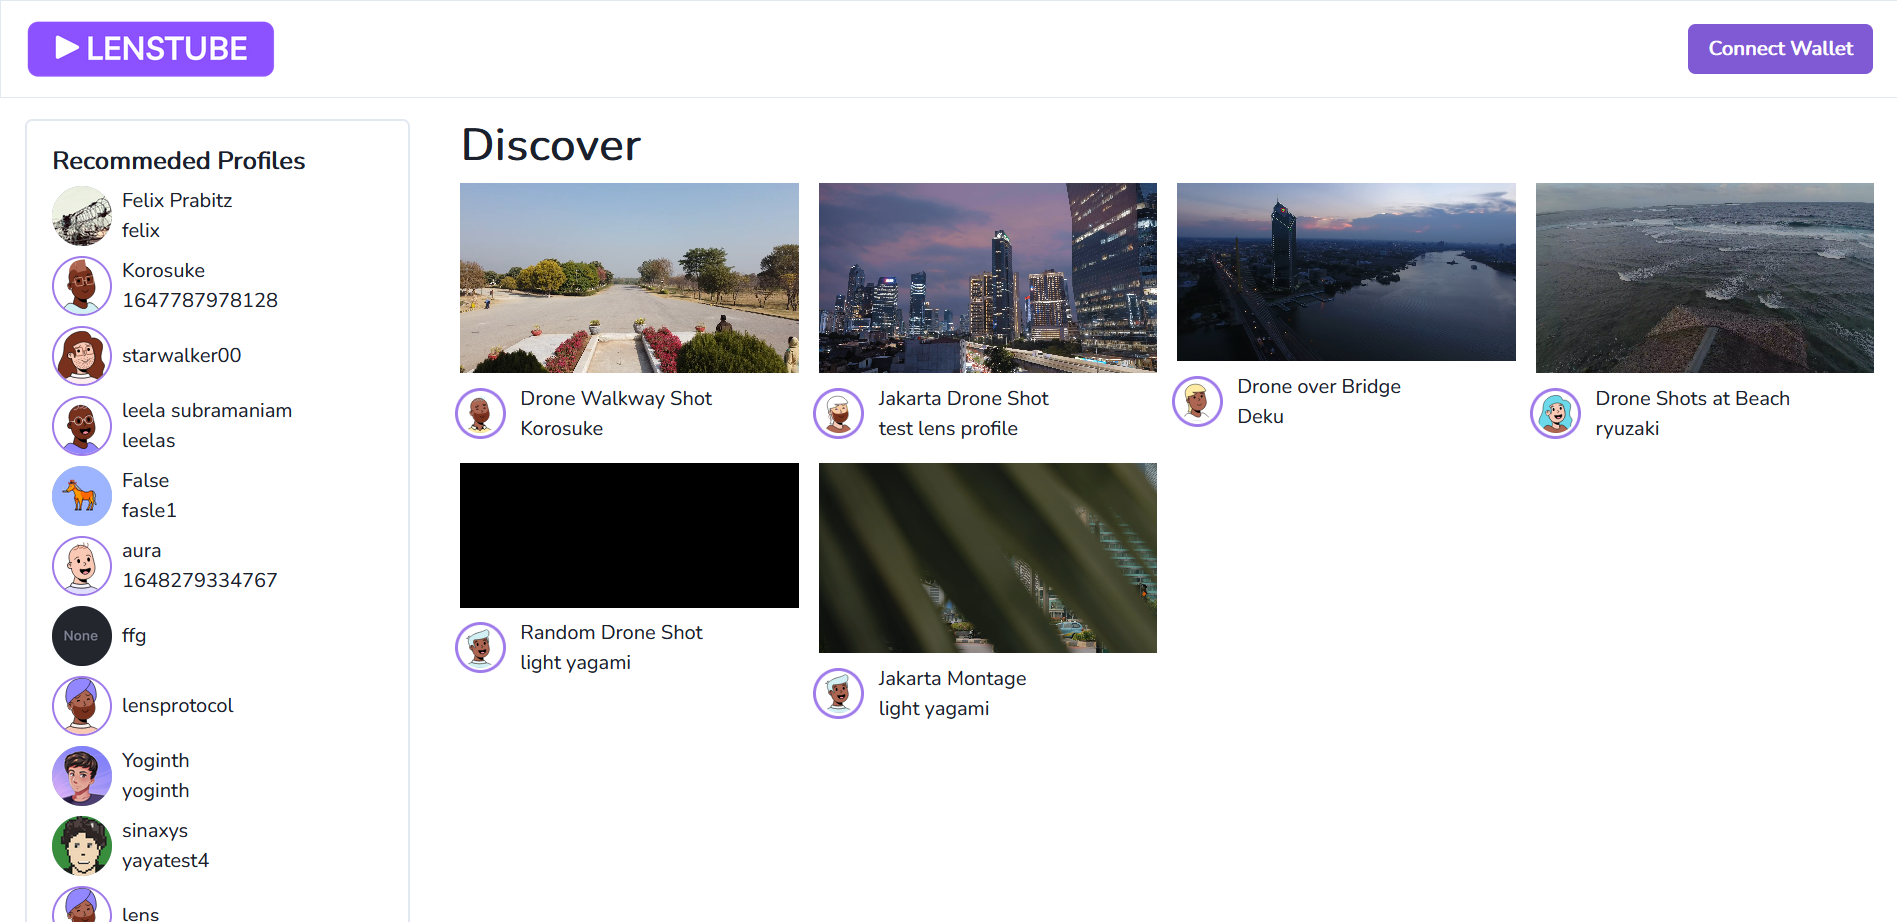 LENSTUBE
Connect Wallet
Recommeded Profiles
Felix Prabitz
felix
Korosuke
1647787978128
starwalker00
leela subramaniam
leelas
False
fasle1
aura
1648279334767
None
ffg
lensprotocol
Yoginth
yoginth
sinaxys
yayatest4
lens
Discover
Drone Walkway Shot
Korosuke
Jakarta Drone Shot
test lens profile
Drone over Bridge
Deku
Drone Shots at Beach
ryuzaki
Random Drone Shot
light yagami
Jakarta Montage
light yagami